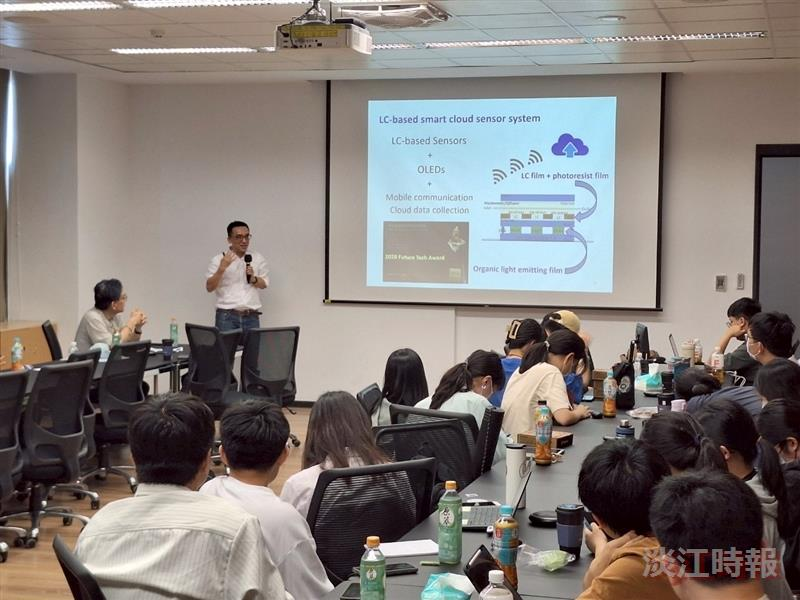 LC-based smart cloud sensor system
LC-based Sensors
+
OLEDs
+
Mobile communication
Cloud data collection
LC film + photoresist film
2020 Future Tech Award
Organic light emitting film
淡江時報